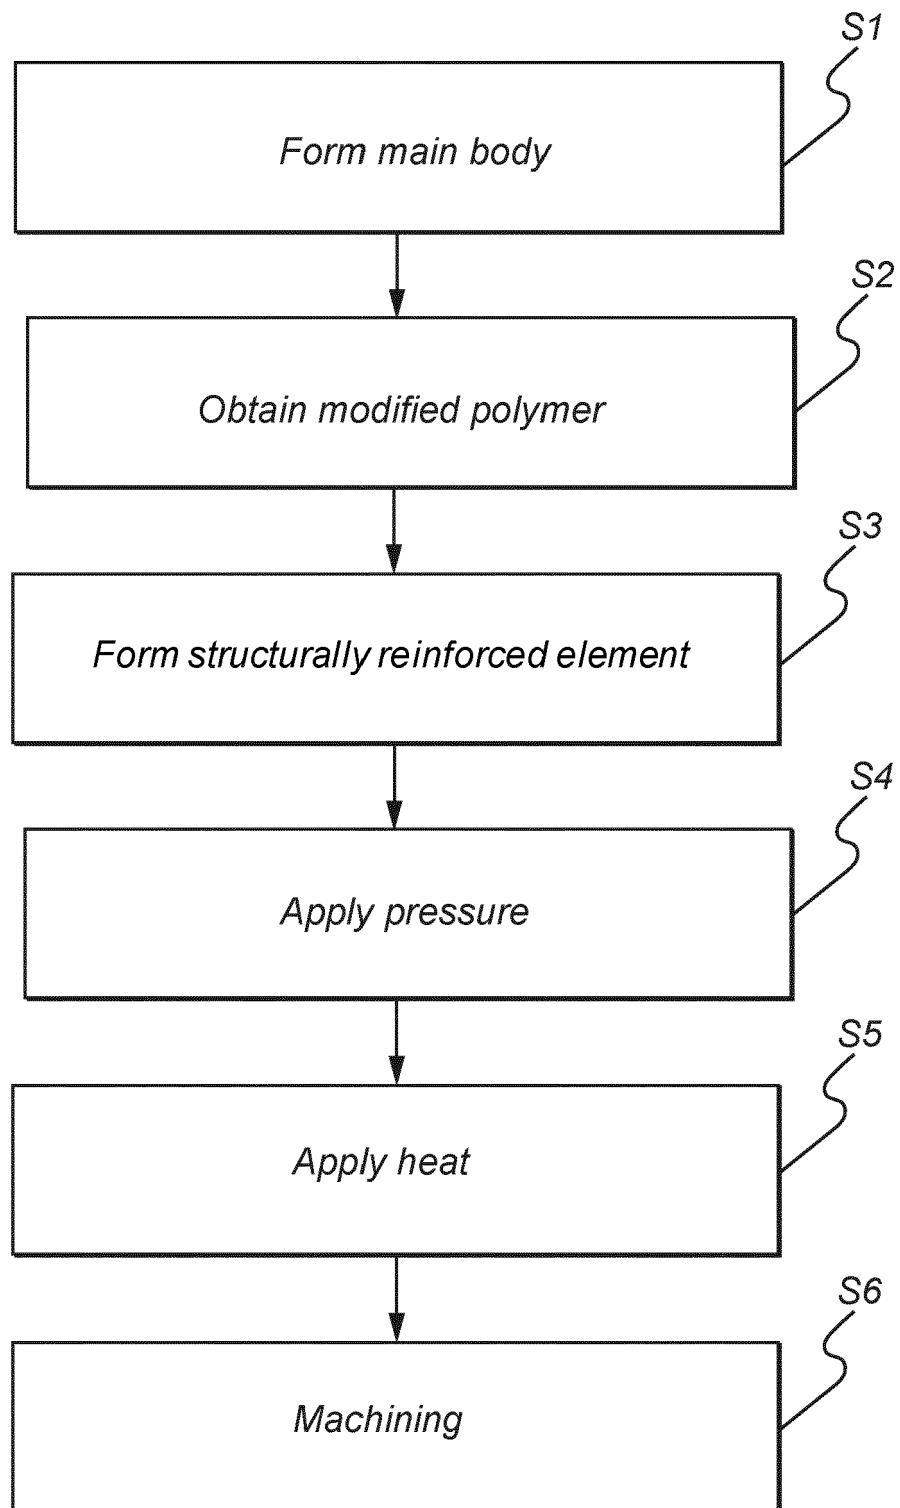 S1
Form main body
S2
Obtain modified polymer
S3
Form structurally reinforced element
S4
Apply pressure
S5
Apply heat
S6
Machining